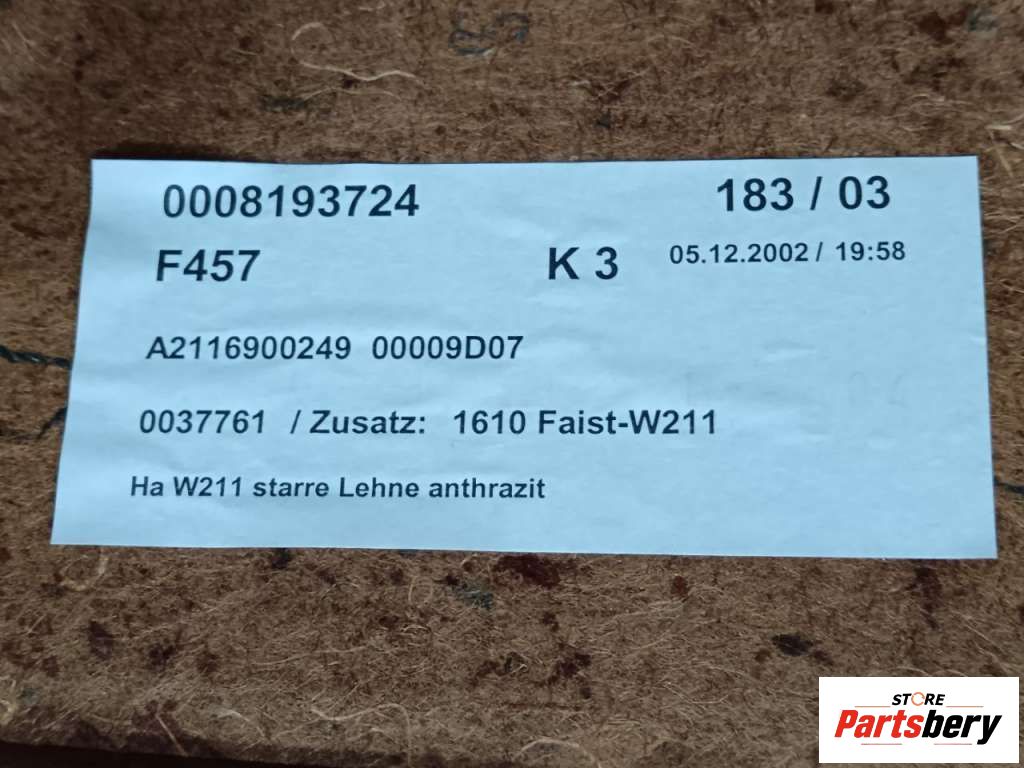 0008193724 183 / 03
F457 K 3 05.12.2002 / 19:58
A2116900249 00009D07
0037761 / Zusatz: 1610 Faist-W211
Ha W211 starre Lehne anthrazit
STORE
Partsbery